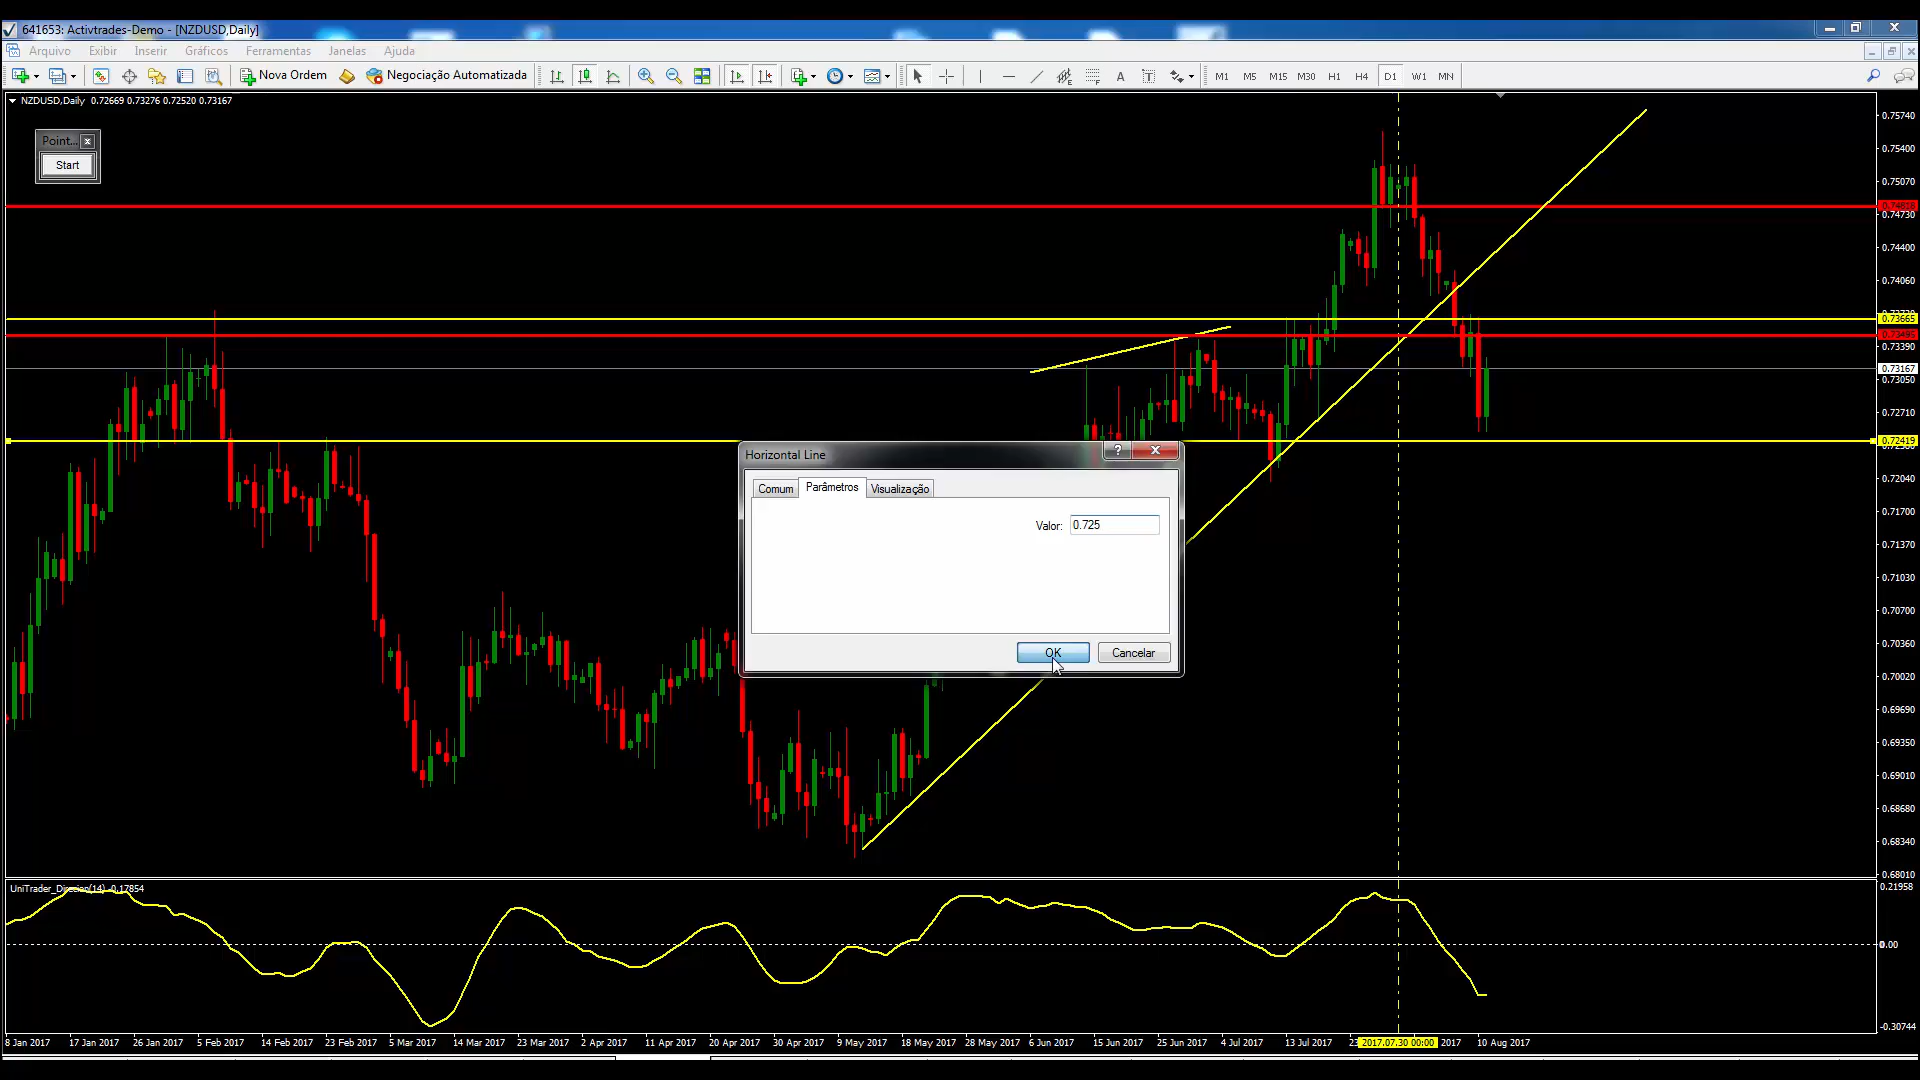 641653: Activtrades-Demo - [NZDUSD,Daily]
Arquivo Exibir Inserir Gráficos Ferramentas Janelas Ajuda
Nova Ordem Negociação Automatizada A T M1 M5 M15 M30 H1 H4 D1 W1 MN
NZDUSD,Daily 0.72669 0.73276 0.72520 0.73167
Point...
Start
0.75740
0.75400
0.75070
0.74818
0.74730
0.74400
0.74060
0.73665
0.73390
0.73167
0.73050
0.72710
0.72419
0.72040
0.71700
0.71370
0.71030
0.70700
0.70360
0.70020
0.69690
0.69350
0.69010
0.68680
0.68340
0.68010
Horizontal Line
Comum Parâmetros Visualização
Valor: 0.725
OK Cancelar
UniTrader_Direcian(14) -0.17854
0.21958
0.00
-0.30744
8 Jan 2017 17 Jan 2017 26 Jan 2017 5 Feb 2017 14 Feb 2017 23 Feb 2017 5 Mar 2017 14 Mar 2017 23 Mar 2017 2 Apr 2017 11 Apr 2017 20 Apr 2017 30 Apr 2017 9 May 2017 18 May 2017 28 May 2017 6 Jun 2017 15 Jun 2017 25 Jun 2017 4 Jul 2017 13 Jul 2017 23 2017.07.30 00:00 2017 10 Aug 2017